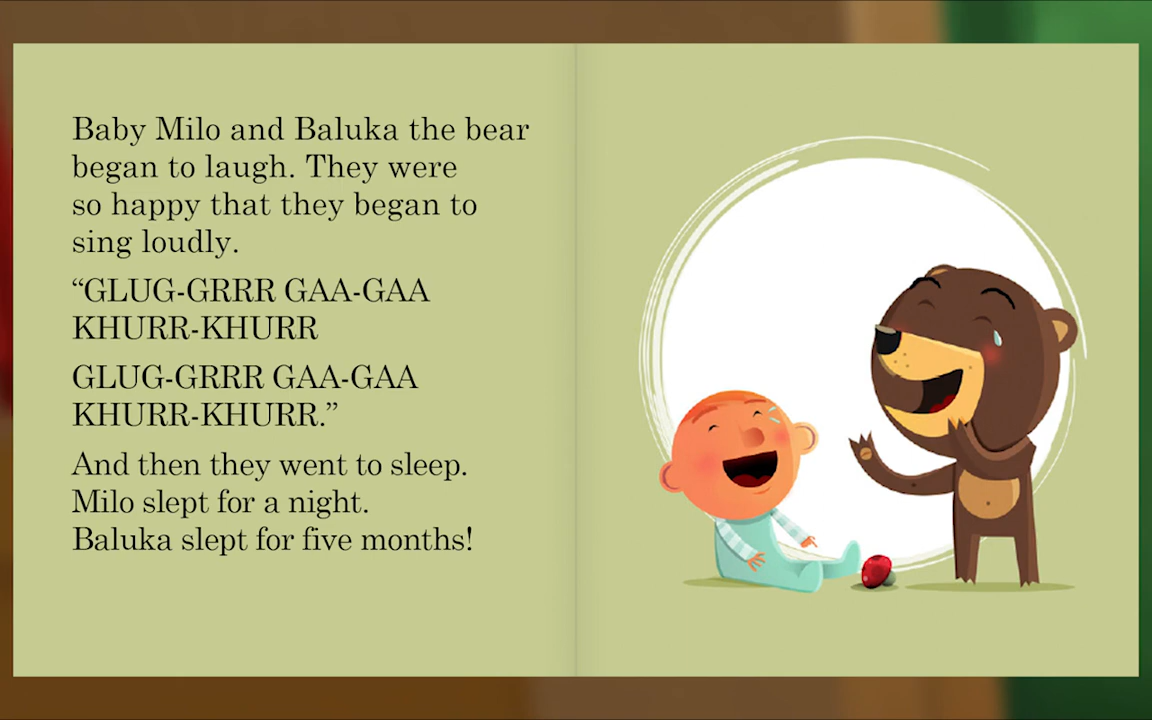 Baby Milo and Baluka the bear
began to laugh. They were
so happy that they began to
sing loudly.
“GLUG-GRRR GAA-GAA
KHURR-KHURR
GLUG-GRRR GAA-GAA
KHURR-KHURR.”
And then they went to sleep.
Milo slept for a night.
Baluka slept for five months!